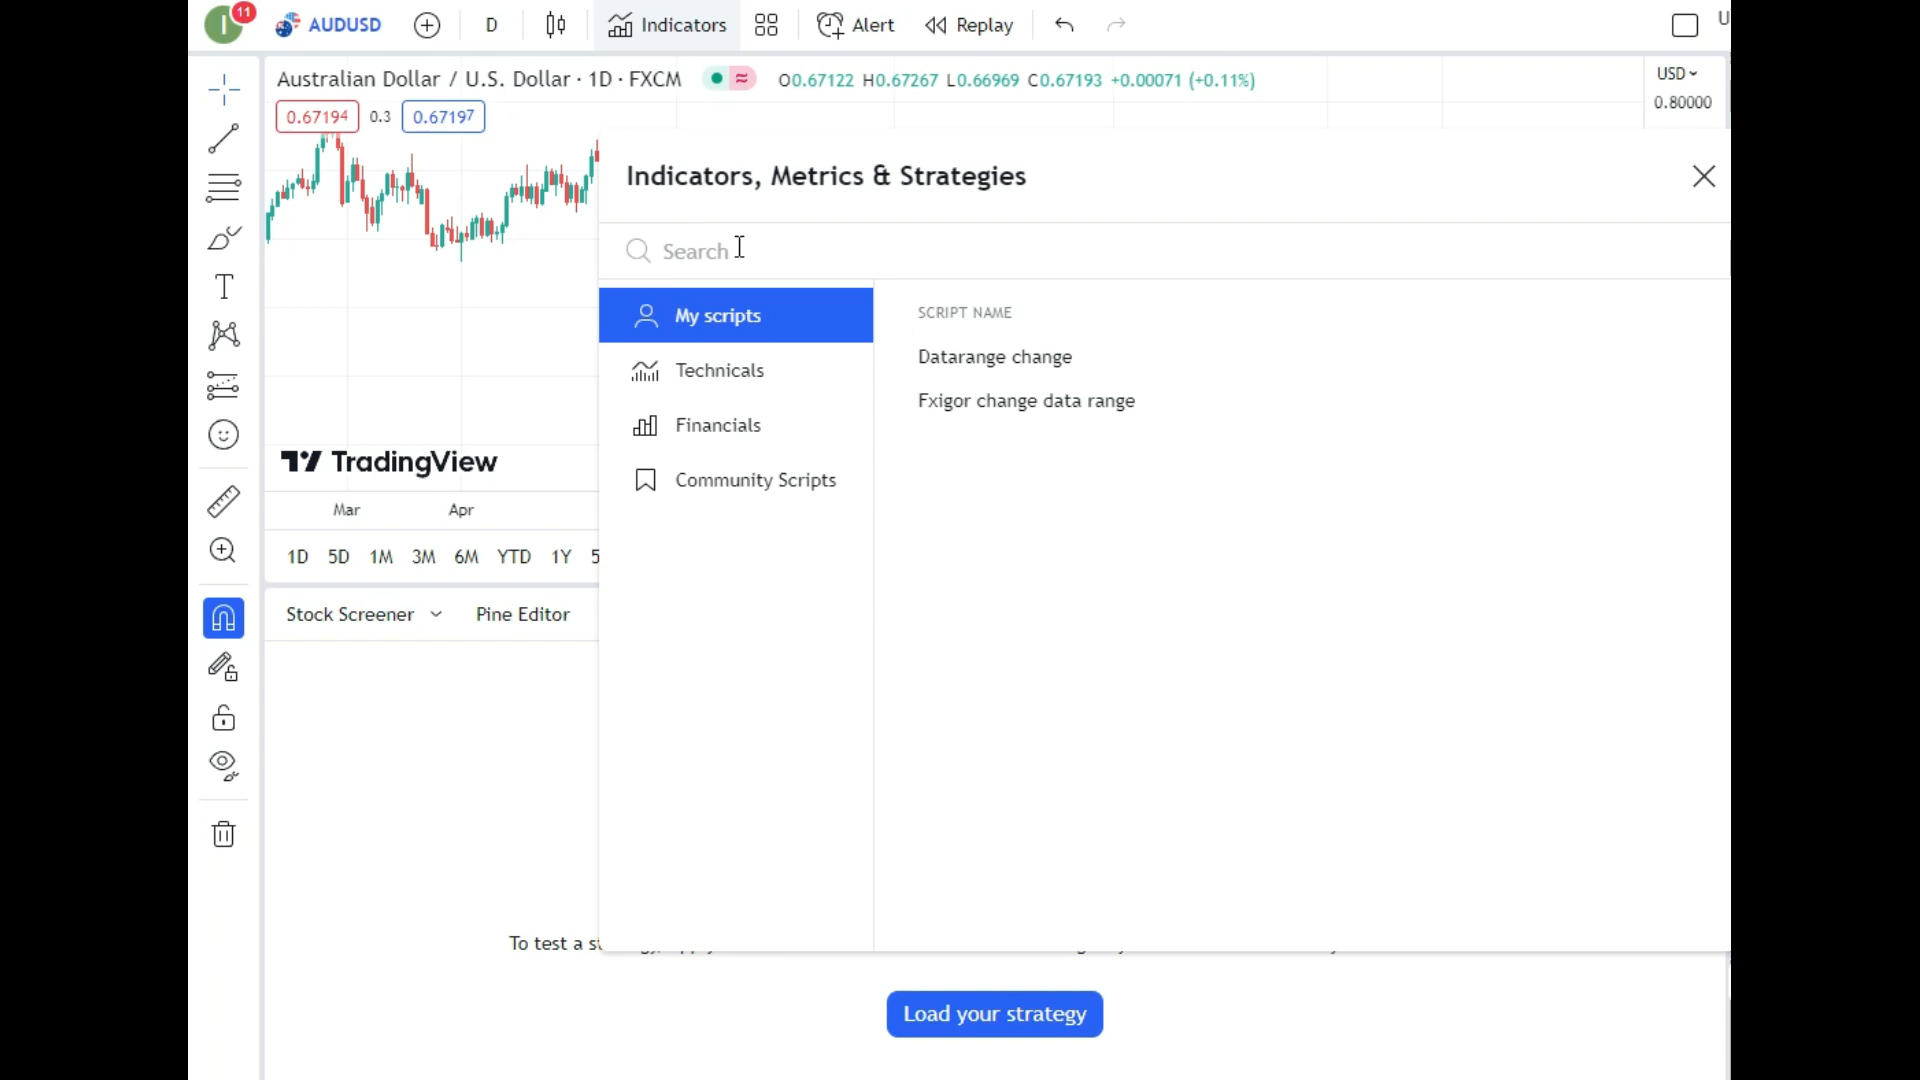 I 11 AUDUSD D Indicators Alert Replay U
Australian Dollar / U.S. Dollar · 1D · FXCM O0.67122 H0.67267 L0.66969 C0.67193 +0.00071 (+0.11%) USD
0.67194 0.3 0.67197 0.80000
Indicators, Metrics & Strategies
Search
My scripts
Technicals
Financials
Community Scripts
SCRIPT NAME
Datarange change
Fxigor change data range
TradingView
Mar Apr
1D 5D 1M 3M 6M YTD 1Y 5
Stock Screener Pine Editor
To test a s
Load your strategy